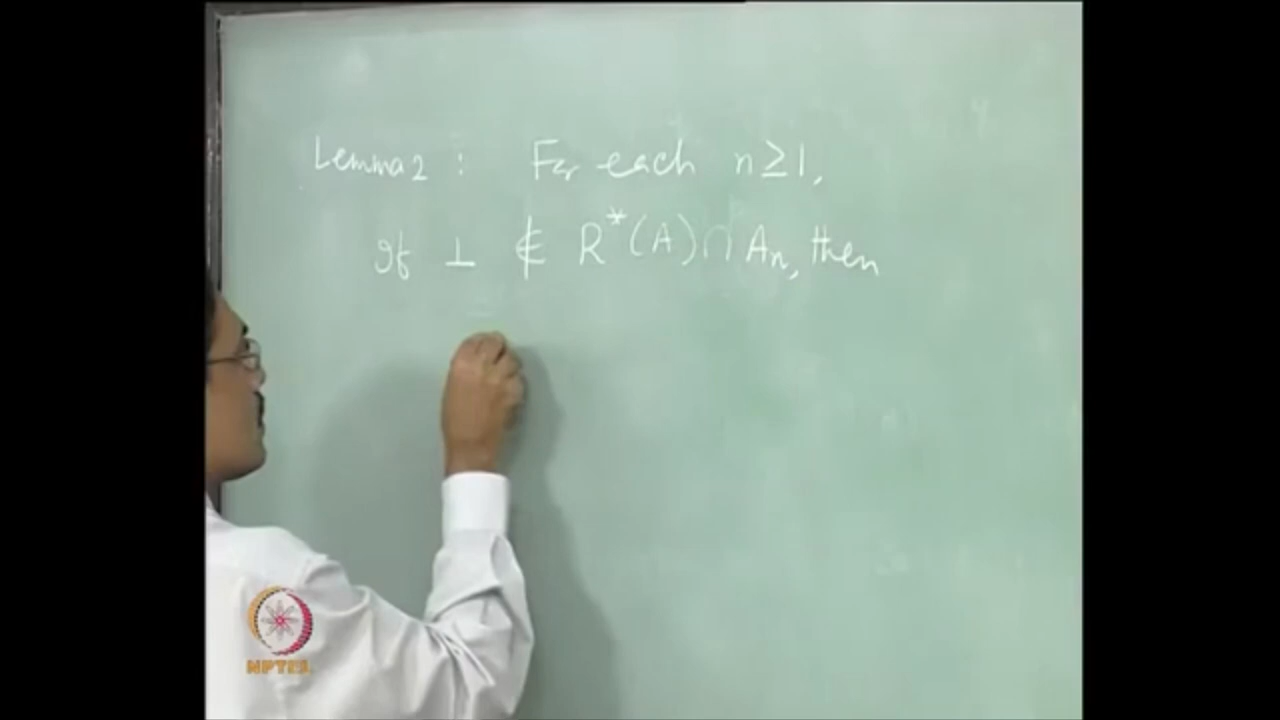 Lemma 2 : For each n ≥ 1,
if ⊥ ∉ R*(A) ∩ An, then
NPTEL